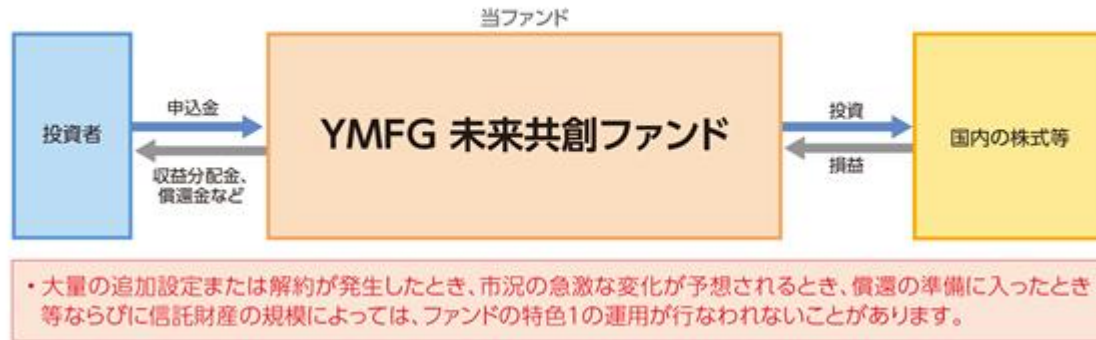 当ファンド
投資者
申込金
収益分配金、
償還金など
YMFG 未来共創ファンド
投資
損益
国内の株式等
・大量の追加設定または解約が発生したとき、市況の急激な変化が予想されるとき、償還の準備に入ったとき
等ならびに信託財産の規模によっては、ファンドの特色1の運用が行なわれないことがあります。